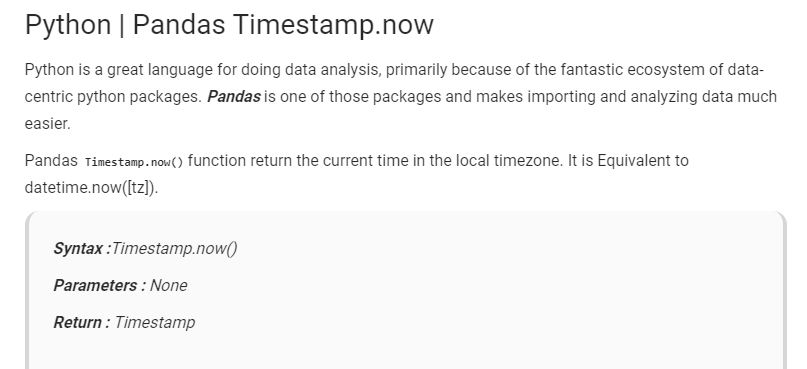 Python | Pandas Timestamp.now
Python is a great language for doing data analysis, primarily because of the fantastic ecosystem of data-
centric python packages. Pandas is one of those packages and makes importing and analyzing data much
easier.
Pandas Timestamp.now() function return the current time in the local timezone. It is Equivalent to
datetime.now([tz]).
Syntax :Timestamp.now()
Parameters : None
Return : Timestamp